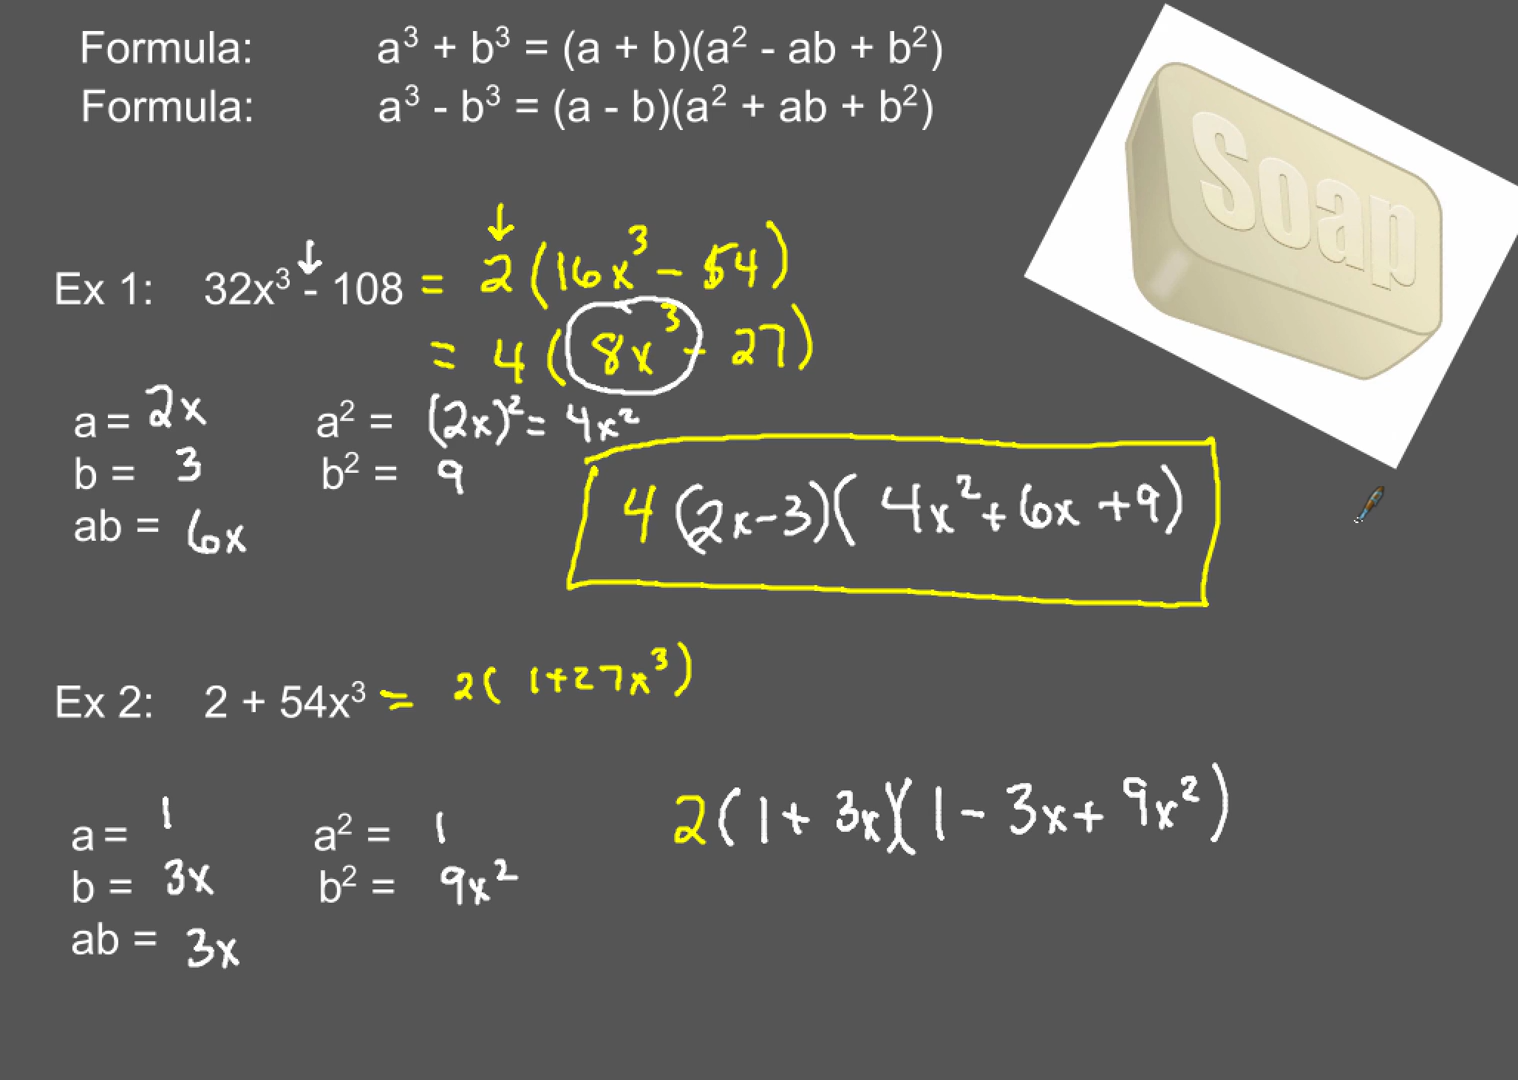 Formula: a³ + b³ = (a + b)(a² - ab + b²)
Formula: a³ - b³ = (a - b)(a² + ab + b²)
Soap
Ex 1: 32x³ - 108 = 2(16x³ - 54)
= 4(8x³ - 27)
a = 2x a² = (2x)² = 4x²
b = 3 b² = 9
ab = 6x
4(2x-3)(4x²+6x+9)
Ex 2: 2 + 54x³ = 2(1+27x³)
2(1+3x)(1-3x+9x²)
a = 1 a² = 1
b = 3x b² = 9x²
ab = 3x